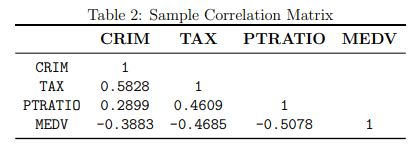 Table 2: Sample Correlation Matrix
CRIM TAX PTRATIO MEDV
CRIM 1
TAX 0.5828 1
PTRATIO 0.2899 0.4609 1
MEDV −0.3883 −0.4685 −0.5078 1